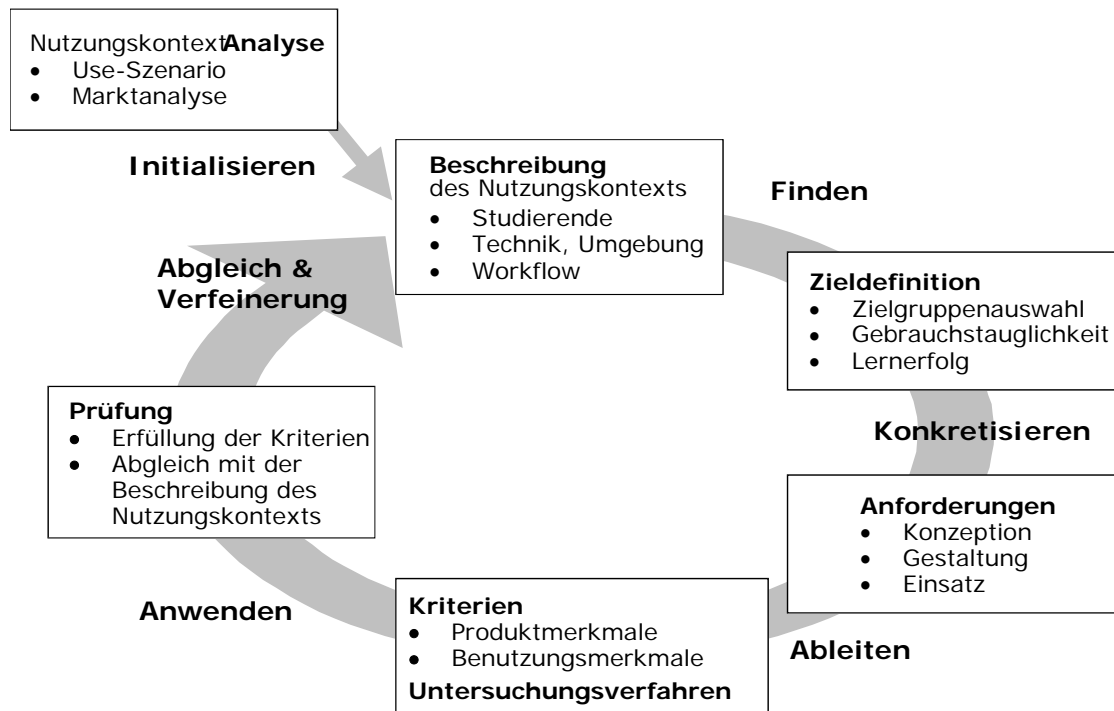 Nutzungskontext Analyse
• Use-Szenario
• Marktanalyse
Initialisieren
Beschreibung
des Nutzungskontexts
• Studierende
• Technik, Umgebung
• Workflow
Finden
Zieldefinition
• Zielgruppenauswahl
• Gebrauchstauglichkeit
• Lernerfolg
Konkretisieren
Anforderungen
• Konzeption
• Gestaltung
• Einsatz
Ableiten
Kriterien
• Produktmerkmale
• Benutzungsmerkmale
Untersuchungsverfahren
Anwenden
Prüfung
• Erfüllung der Kriterien
• Abgleich mit der
Beschreibung des
Nutzungskontexts
Abgleich &
Verfeinerung